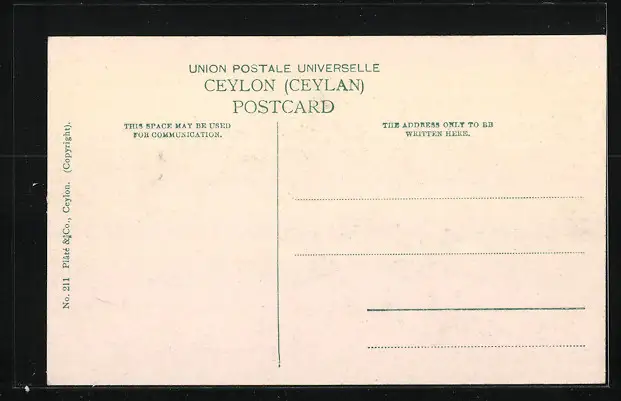 UNION POSTALE UNIVERSELLE
CEYLON (CEYLAN)
POSTCARD
THIS SPACE MAY BE USED
FOR COMMUNICATION.
THE ADDRESS ONLY TO BE
WRITTEN HERE.
No. 211 Plâté & Co., Ceylon. (Copyright).